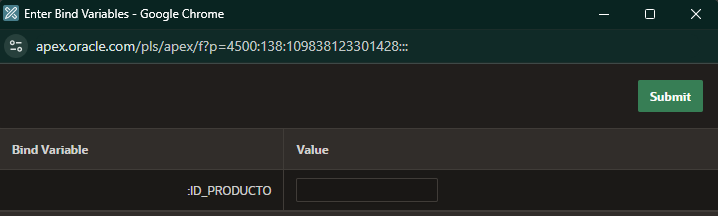 Enter Bind Variables - Google Chrome
apex.oracle.com/pls/apex/f?p=4500:138:109838123301428:::
Submit
Bind Variable Value
:ID_PRODUCTO